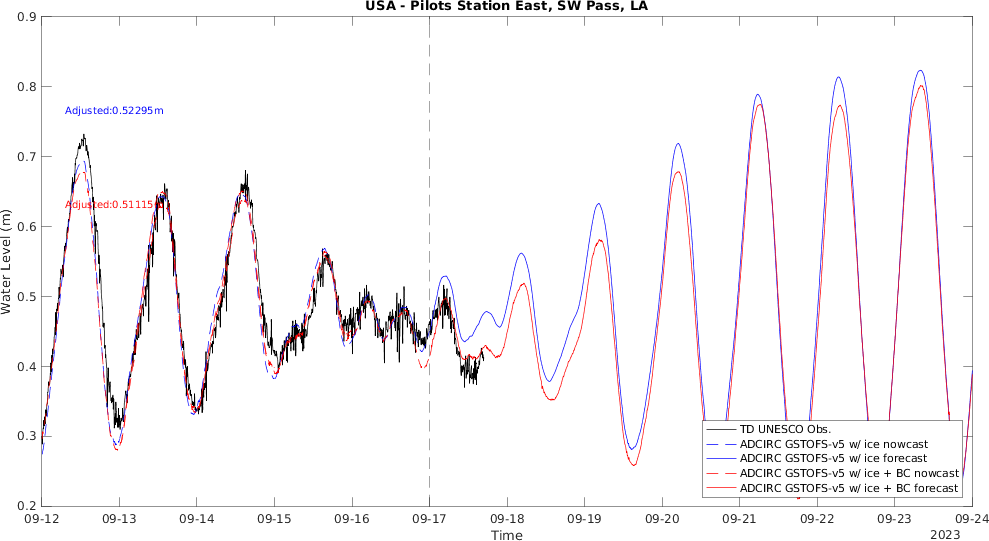 USA - Pilots Station East, SW Pass, LA
0.9
0.8
0.7
0.6
0.5
0.4
0.3
0.2
Water Level (m)
Adjusted:0.52295m
Adjusted:0.51115m
TD UNESCO Obs.
ADCIRC GSTOFS-v5 w/ ice nowcast
ADCIRC GSTOFS-v5 w/ ice forecast
ADCIRC GSTOFS-v5 w/ ice + BC nowcast
ADCIRC GSTOFS-v5 w/ ice + BC forecast
09-12 09-13 09-14 09-15 09-16 09-17 09-18 09-19 09-20 09-21 09-22 09-23 09-24
Time
2023